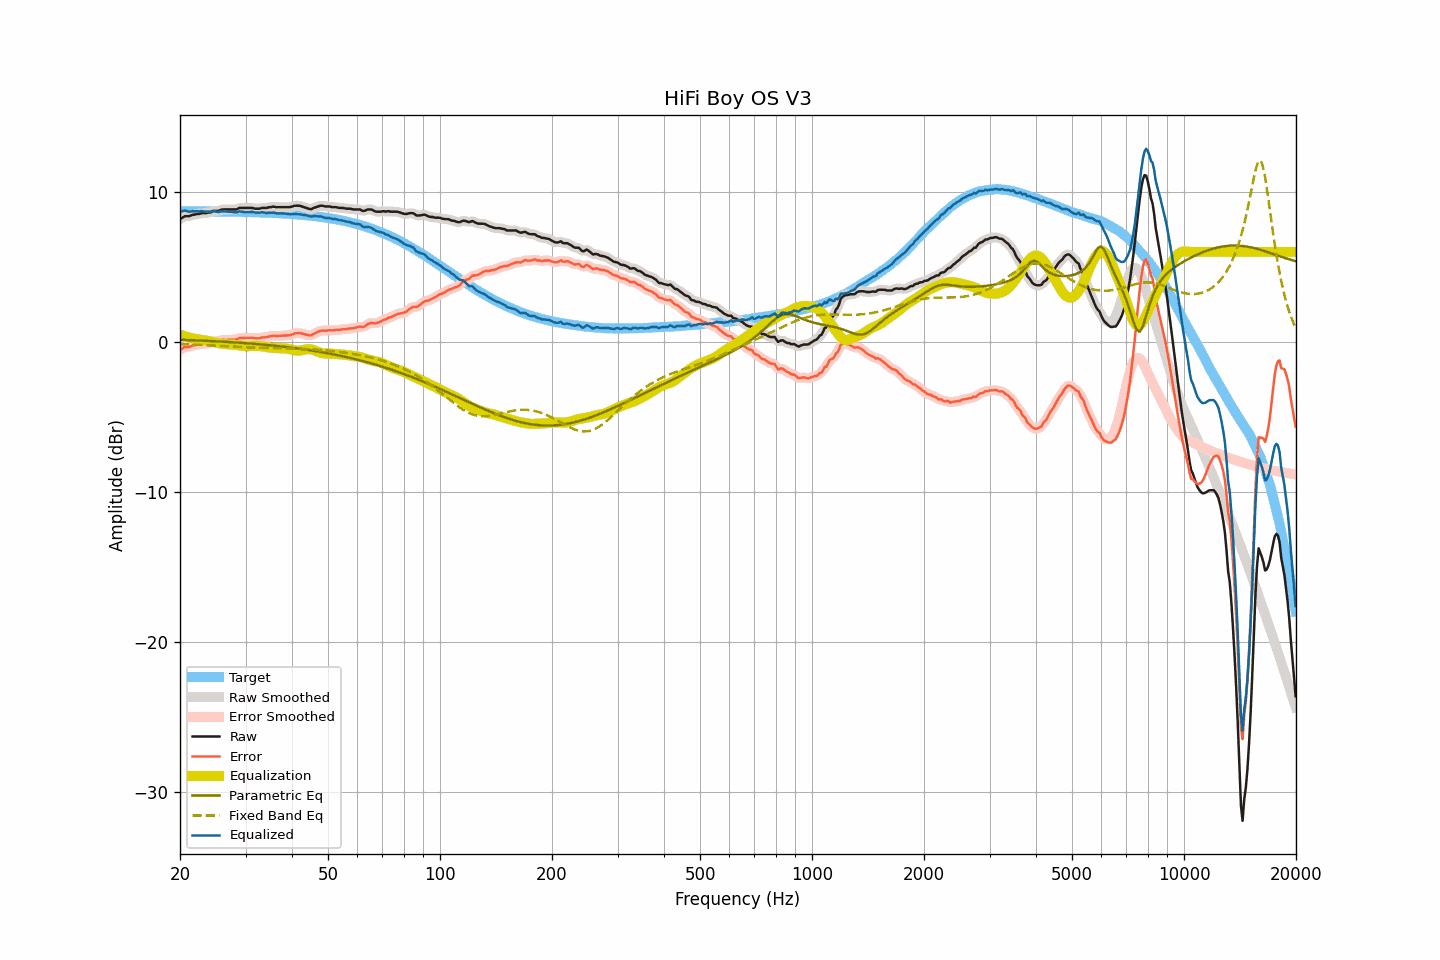 HiFi Boy OS V3
Amplitude (dBr)
10
0
−10
−20
−30
Target
Raw Smoothed
Error Smoothed
Raw
Error
Equalization
Parametric Eq
Fixed Band Eq
Equalized
20 50 100 200 500 1000 2000 5000 10000 20000
Frequency (Hz)